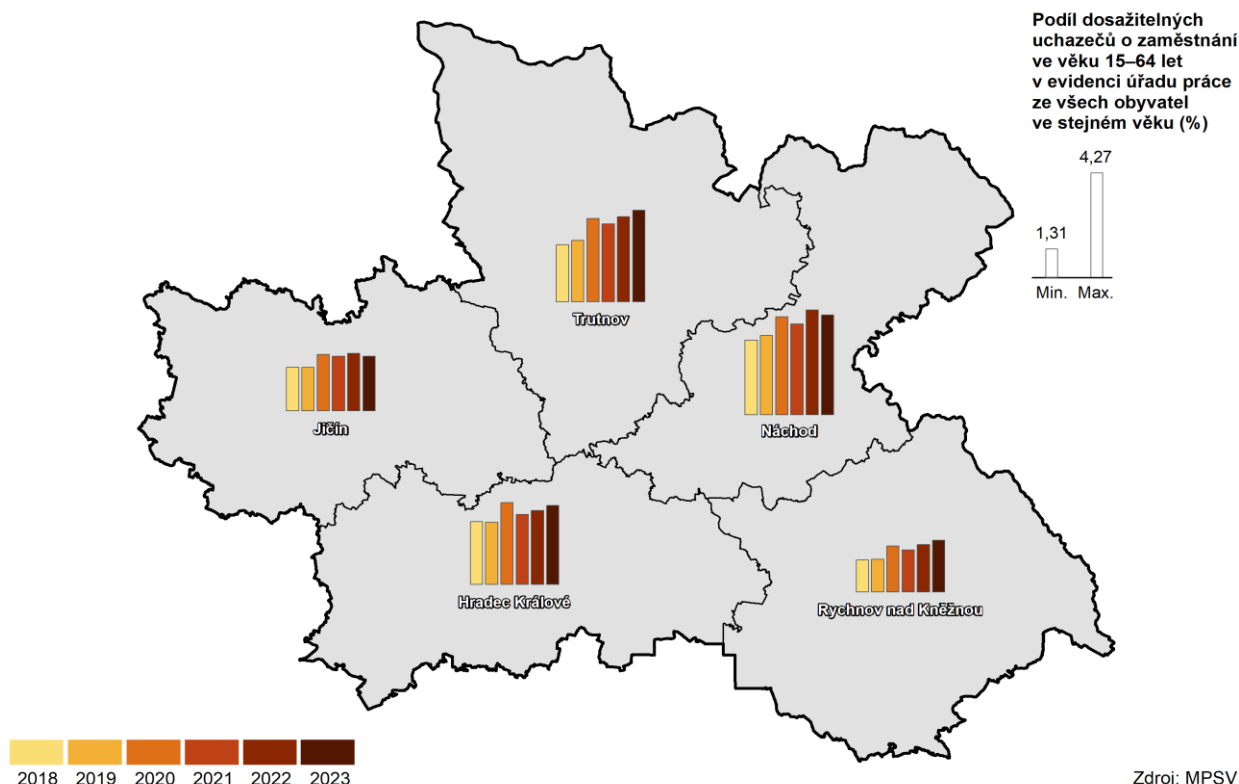 Podíl dosažitelných
uchazečů o zaměstnání
ve věku 15–64 let
v evidenci úřadu práce
ze všech obyvatel
ve stejném věku (%)
4,27
1,31
Min. Max.
Trutnov
Jičín
Náchod
Hradec Králové
Rychnov nad Kněžnou
2018 2019 2020 2021 2022 2023
Zdroj: MPSV